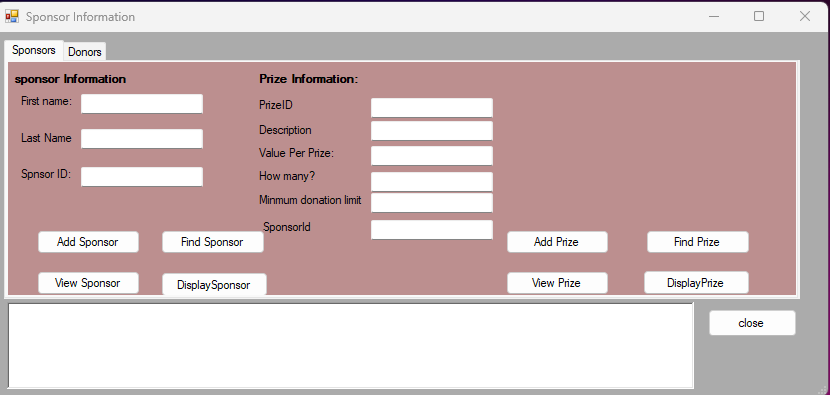 Sponsor Information
Sponsors Donors
sponsor Information
First name:
Last Name
Spnsor ID:
Prize Information:
PrizeID
Description
Value Per Prize:
How many?
Minmum donation limit
SponsorId
Add Sponsor Find Sponsor Add Prize Find Prize
View Sponsor DisplaySponsor View Prize DisplayPrize
close